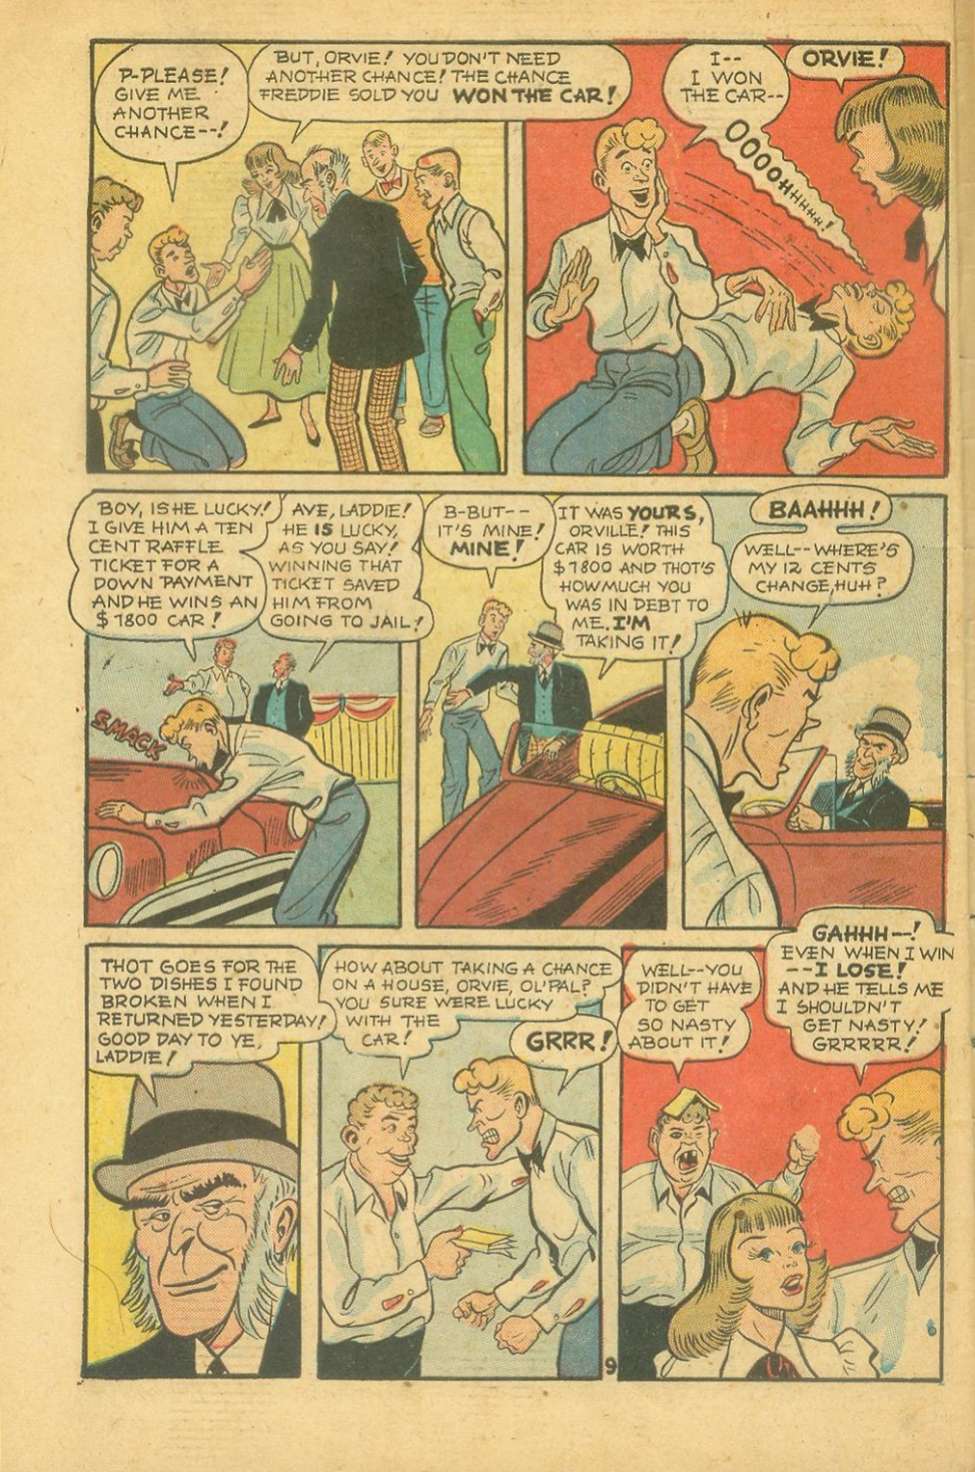 P-PLEASE!
GIVE ME
ANOTHER
CHANCE--!
BUT, ORVIE! YOU DON'T NEED
ANOTHER CHANCE! THE CHANCE
FREDDIE SOLD YOU WON THE CAR!
I--
I WON
THE CAR--
OOOOHHHHH!
ORVIE!
BOY, IS HE LUCKY!
I GIVE HIM A TEN
CENT RAFFLE
TICKET FOR A
DOWN PAYMENT
AND HE WINS AN
$1800 CAR!
AYE, LADDIE!
HE IS LUCKY,
AS YOU SAY!
WINNING THAT
TICKET SAVED
HIM FROM
GOING TO JAIL!
SMACK
B-BUT--
IT'S MINE!
MINE!
IT WAS YOURS,
ORVILLE! THIS
CAR IS WORTH
$1800 AND THOT'S
HOW MUCH YOU
WAS IN DEBT TO
ME. I'M
TAKING IT!
BAAHHH!
WELL--WHERE'S
MY 12 CENTS
CHANGE, HUH?
THOT GOES FOR THE
TWO DISHES I FOUND
BROKEN WHEN I
RETURNED YESTERDAY!
GOOD DAY TO YE,
LADDIE!
HOW ABOUT TAKING A CHANCE
ON A HOUSE, ORVIE, OL' PAL?
YOU SURE WERE LUCKY
WITH THE
CAR!
GRRR!
WELL--YOU
DIDN'T HAVE
TO GET
SO NASTY
ABOUT IT!
GAHHH--!
EVEN WHEN I WIN
--I LOSE!
AND HE TELLS ME
I SHOULDN'T
GET NASTY!
GRRRRR!
9
6